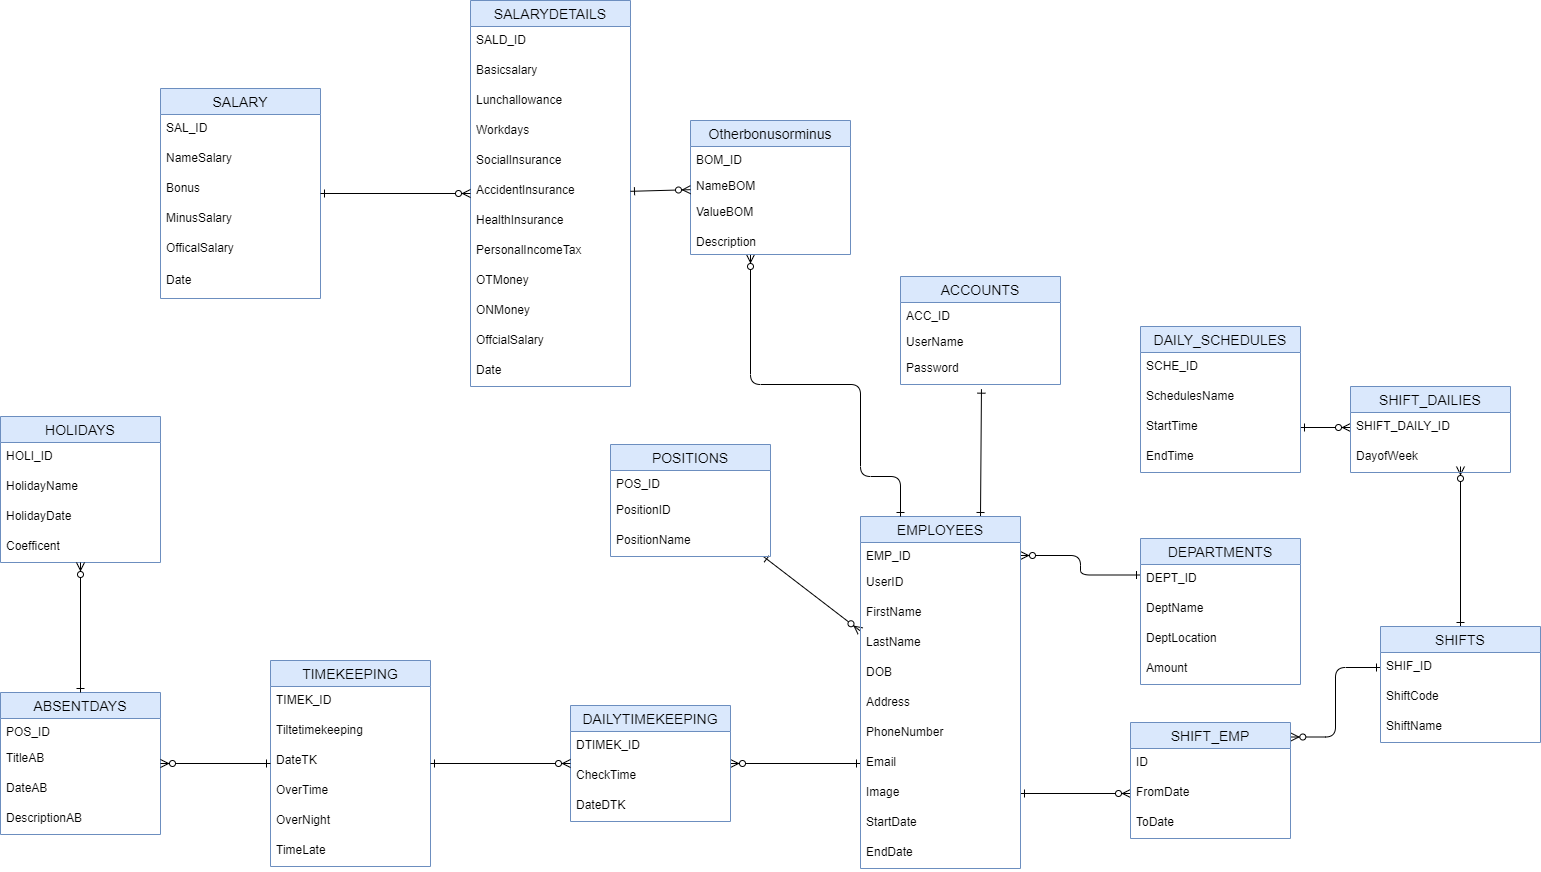 SALARYDETAILS
SALD_ID
Basicsalary
Lunchallowance
Workdays
SocialInsurance
AccidentInsurance
HealthInsurance
PersonalIncomeTax
OTMoney
ONMoney
OffcialSalary
Date
SALARY
SAL_ID
NameSalary
Bonus
MinusSalary
OfficalSalary
Date
Otherbonusorminus
BOM_ID
NameBOM
ValueBOM
Description
ACCOUNTS
ACC_ID
UserName
Password
DAILY_SCHEDULES
SCHE_ID
SchedulesName
StartTime
EndTime
SHIFT_DAILIES
SHIFT_DAILY_ID
DayofWeek
HOLIDAYS
HOLI_ID
HolidayName
HolidayDate
Coefficent
POSITIONS
POS_ID
PositionID
PositionName
EMPLOYEES
EMP_ID
UserID
FirstName
LastName
DOB
Address
PhoneNumber
Email
Image
StartDate
EndDate
DEPARTMENTS
DEPT_ID
DeptName
DeptLocation
Amount
SHIFTS
SHIF_ID
ShiftCode
ShiftName
ABSENTDAYS
POS_ID
TitleAB
DateAB
DescriptionAB
TIMEKEEPING
TIMEK_ID
Tiltetimekeeping
DateTK
OverTime
OverNight
TimeLate
DAILYTIMEKEEPING
DTIMEK_ID
CheckTime
DateDTK
SHIFT_EMP
ID
FromDate
ToDate